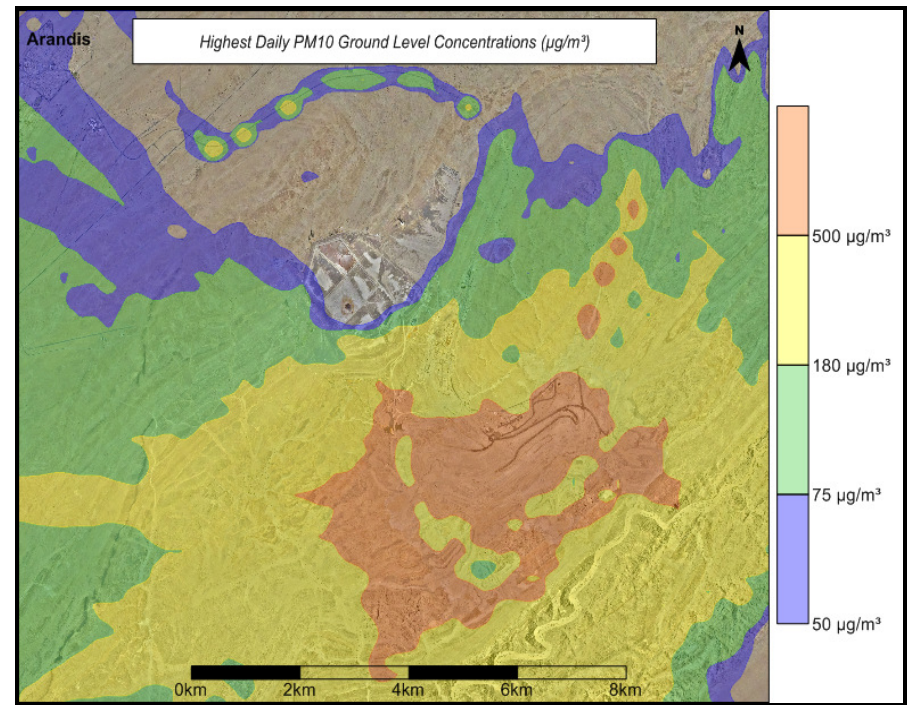 Arandis
Highest Daily PM10 Ground Level Concentrations (µg/m³)
N
500 µg/m³
180 µg/m³
75 µg/m³
50 µg/m³
0km 2km 4km 6km 8km